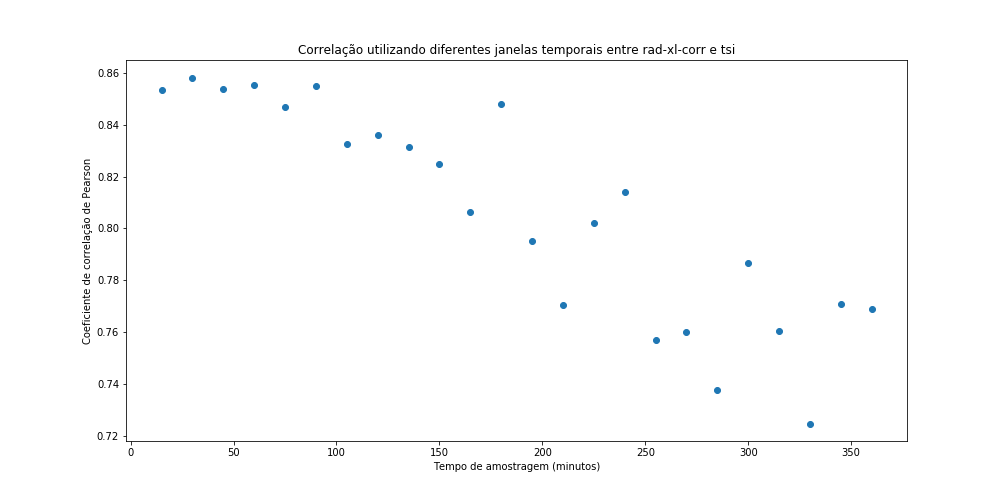 Correlação utilizando diferentes janelas temporais entre rad-xl-corr e tsi
Coeficiente de correlação de Pearson
0.86
0.84
0.82
0.80
0.78
0.76
0.74
0.72
0 50 100 150 200 250 300 350
Tempo de amostragem (minutos)